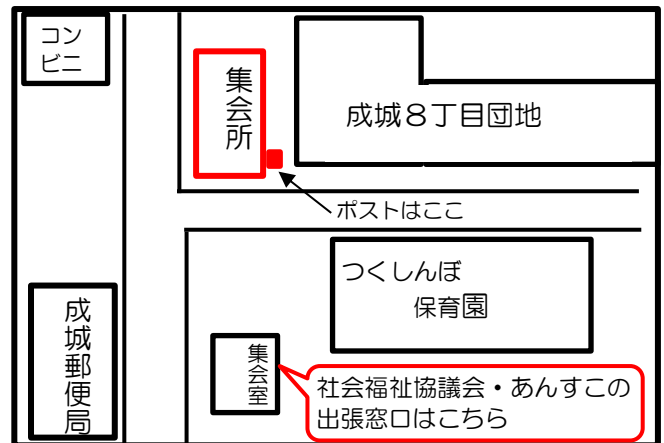 コン
ビニ
集会所
成城８丁目団地
ポストはここ
つくしんぼ
保育園
成城郵便局
集会室
社会福祉協議会・あんすこの
出張窓口はこちら